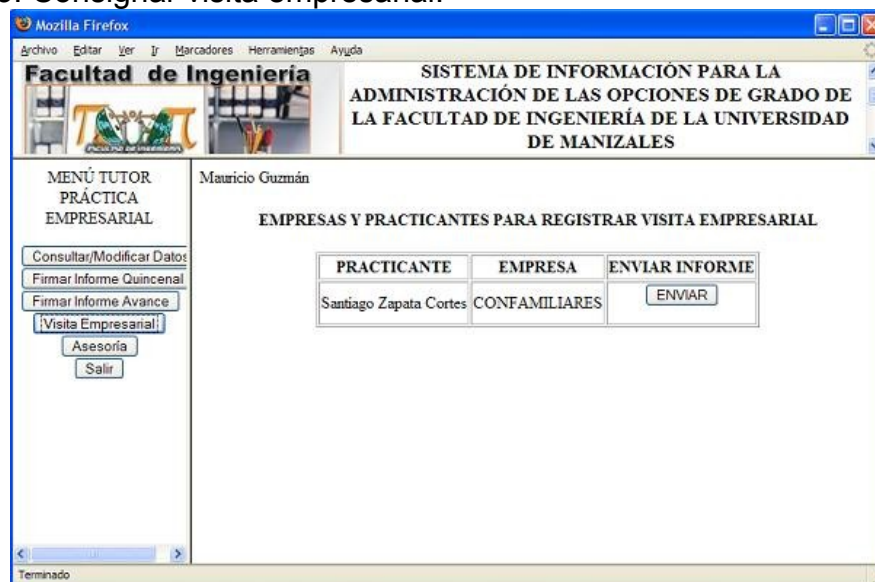 Consignar visita empresarial.
Mozilla Firefox
Archivo Editar Ver Ir Marcadores Herramientas Ayuda
Facultad de Ingeniería
SISTEMA DE INFORMACIÓN PARA LA
ADMINISTRACIÓN DE LAS OPCIONES DE GRADO DE
LA FACULTAD DE INGENIERÍA DE LA UNIVERSIDAD
DE MANIZALES
MENÚ TUTOR
PRÁCTICA
EMPRESARIAL
Consultar/Modificar Datos
Firmar Informe Quincenal
Firmar Informe Avance
Visita Empresarial
Asesoría
Salir
Mauricio Guzmán
EMPRESAS Y PRACTICANTES PARA REGISTRAR VISITA EMPRESARIAL
PRACTICANTE EMPRESA ENVIAR INFORME
Santiago Zapata Cortes CONFAMILIARES ENVIAR
Terminado